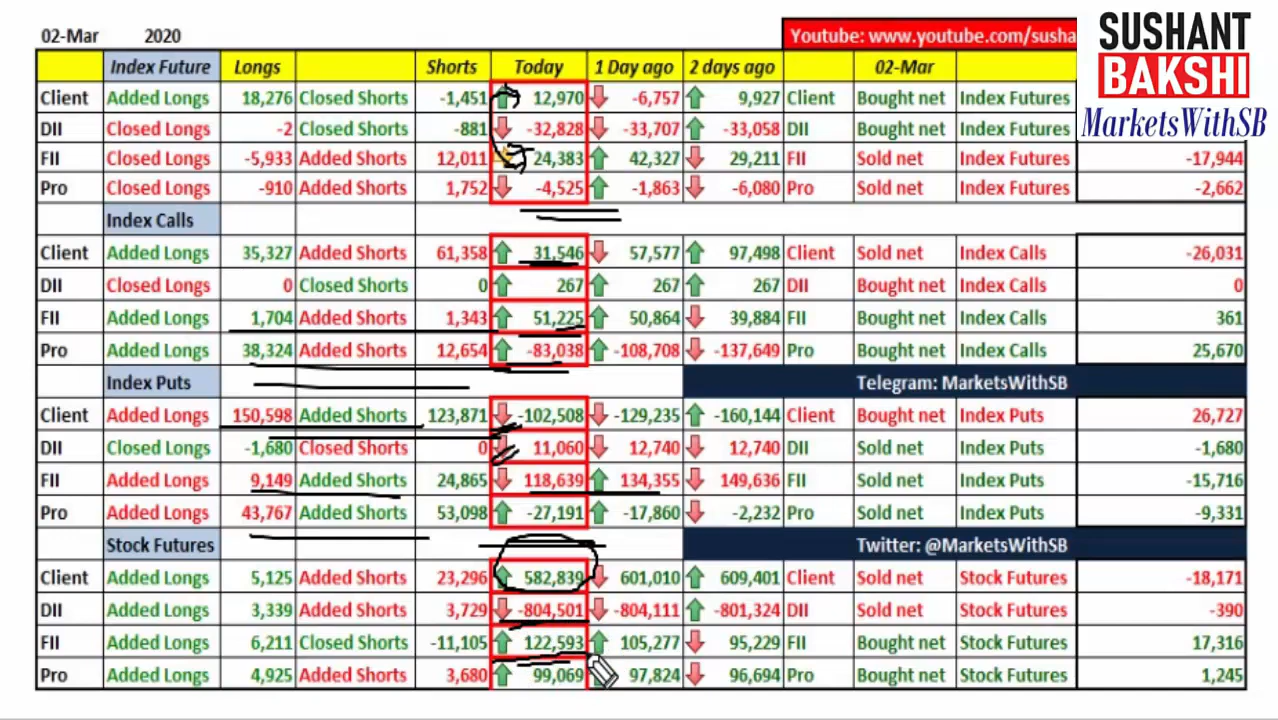 02-Mar 2020 Youtube: www.youtube.com/susha
SUSHANT
BAKSHI
MarketsWithSB
Index Future Longs Shorts Today 1 Day ago 2 days ago 02-Mar
Client Added Longs 18,276 Closed Shorts -1,451 12,970 -6,757 9,927 Client Bought net Index Futures
DII Closed Longs -2 Closed Shorts -881 -32,828 -33,707 -33,058 DII Bought net Index Futures
FII Closed Longs -5,933 Added Shorts 12,011 24,383 42,327 29,211 FII Sold net Index Futures -17,944
Pro Closed Longs -910 Added Shorts 1,752 -4,525 -1,863 -6,080 Pro Sold net Index Futures -2,662
Index Calls
Client Added Longs 35,327 Added Shorts 61,358 31,546 57,577 97,498 Client Sold net Index Calls -26,031
DII Closed Longs 0 Closed Shorts 0 267 267 267 DII Bought net Index Calls 0
FII Added Longs 1,704 Added Shorts 1,343 51,225 50,864 39,884 FII Bought net Index Calls 361
Pro Added Longs 38,324 Added Shorts 12,654 -83,038 -108,708 -137,649 Pro Bought net Index Calls 25,670
Index Puts Telegram: MarketsWithSB
Client Added Longs 150,598 Added Shorts 123,871 -102,508 -129,235 -160,144 Client Bought net Index Puts 26,727
DII Closed Longs -1,680 Closed Shorts 0 11,060 12,740 12,740 DII Sold net Index Puts -1,680
FII Added Longs 9,149 Added Shorts 24,865 118,639 134,355 149,636 FII Sold net Index Puts -15,716
Pro Added Longs 43,767 Added Shorts 53,098 -27,191 -17,860 -2,232 Pro Sold net Index Puts -9,331
Stock Futures Twitter: @MarketsWithSB
Client Added Longs 5,125 Added Shorts 23,296 582,839 601,010 609,401 Client Sold net Stock Futures -18,171
DII Added Longs 3,339 Added Shorts 3,729 -804,501 -804,111 -801,324 DII Sold net Stock Futures -390
FII Added Longs 6,211 Closed Shorts -11,105 122,593 105,277 95,229 FII Bought net Stock Futures 17,316
Pro Added Longs 4,925 Added Shorts 3,680 99,069 97,824 96,694 Pro Bought net Stock Futures 1,245